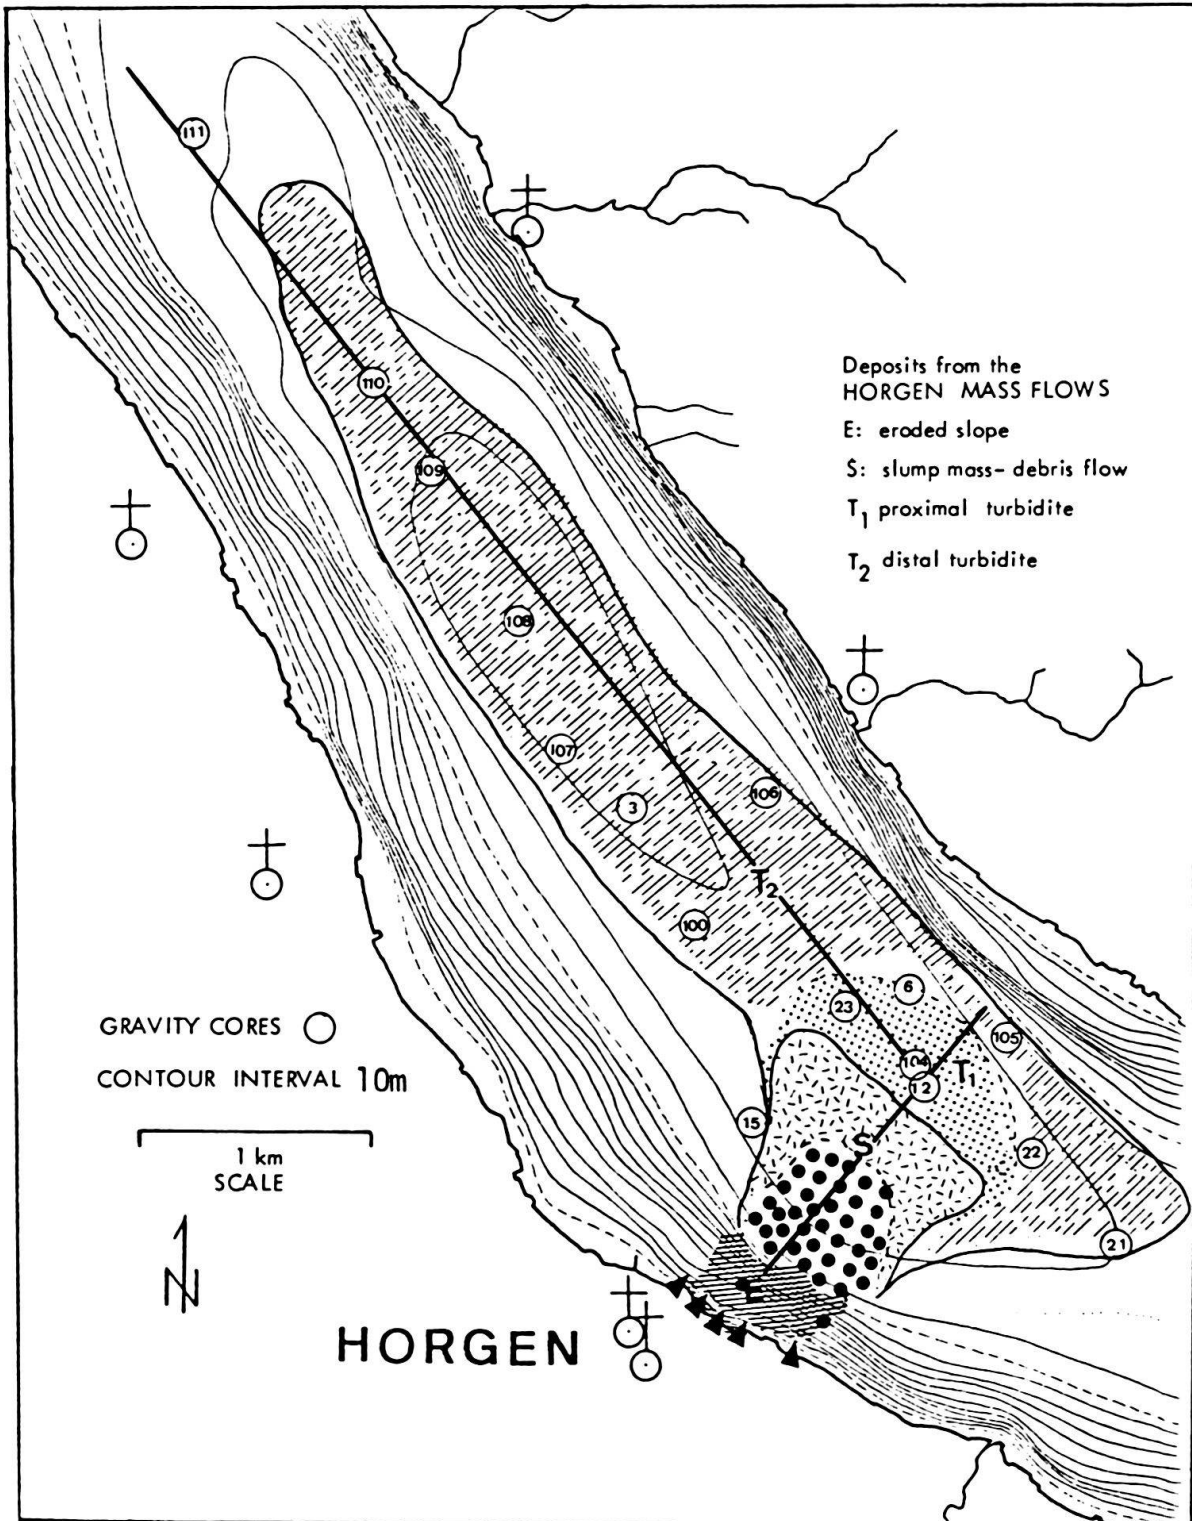 111
110
109
108
107
3
106
100
T2
6
23
105
104
12
T1
15
S
22
21
E
Deposits from the
HORGEN MASS FLOWS
E: eroded slope
S: slump mass- debris flow
T1 proximal turbidite
T2 distal turbidite
GRAVITY CORES
CONTOUR INTERVAL 10m
1 km
SCALE
N
HORGEN